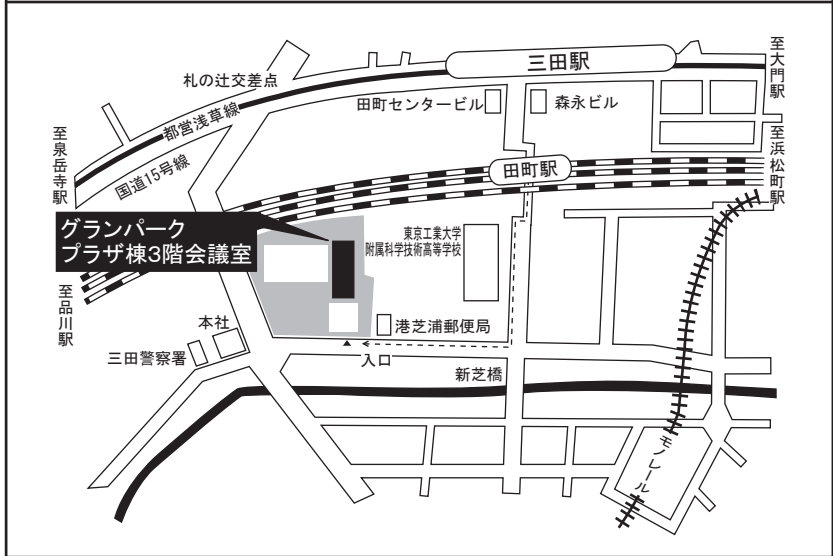 三田駅
至大門駅
札の辻交差点
田町センタービル
森永ビル
都営浅草線
至泉岳寺駅
国道15号線
至浜松町駅
田町駅
グランパーク
プラザ棟3階会議室
東京工業大学
附属科学技術高等学校
至品川駅
本社
港芝浦郵便局
三田警察署
入口
新芝橋
モノレール